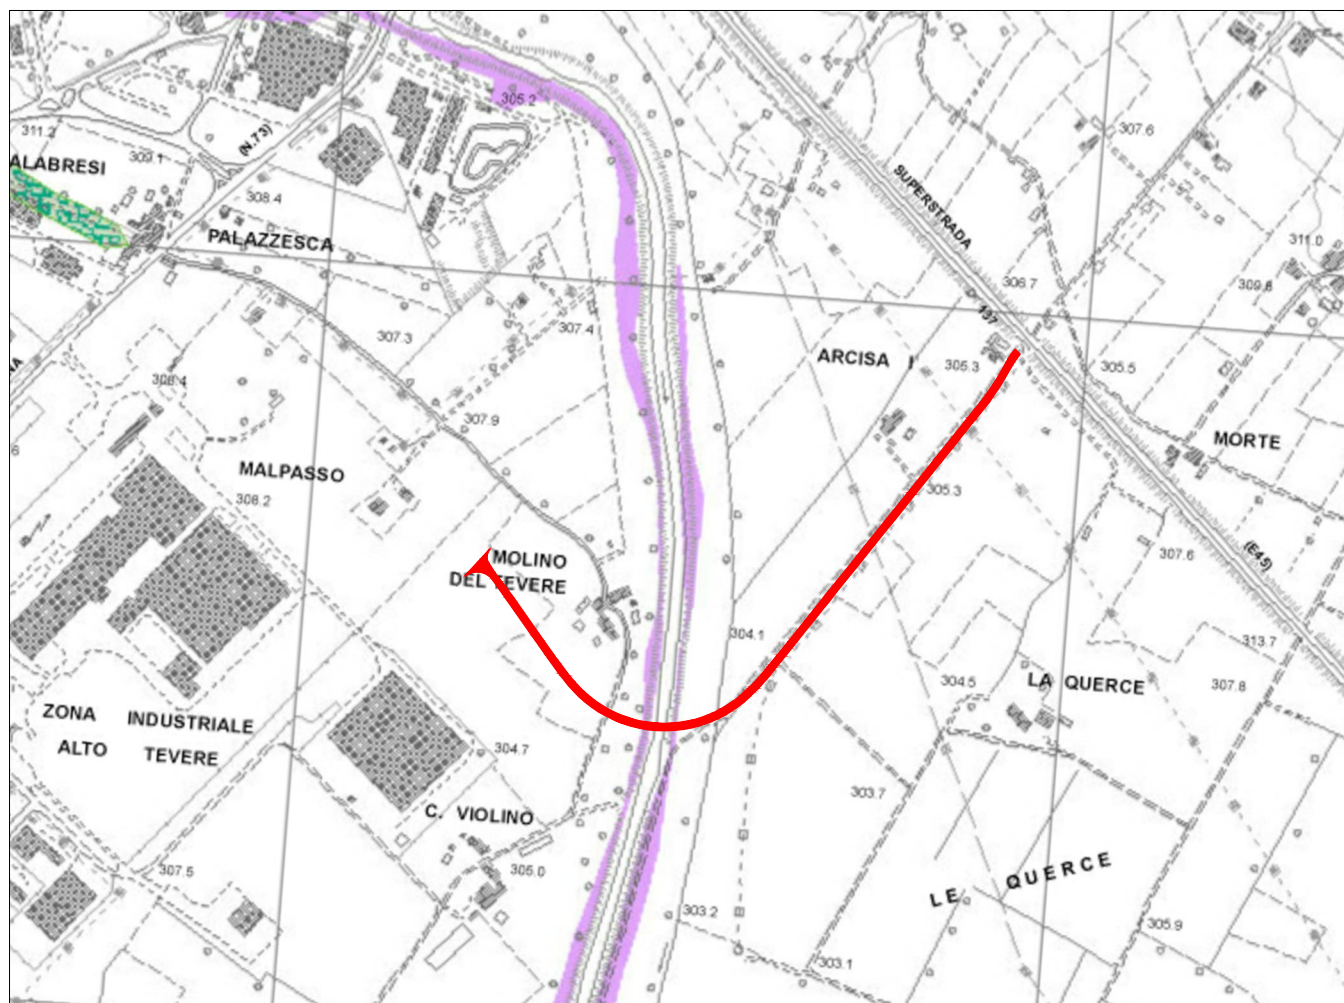 305.2
311.2
309.1
(N.73)
307.6
ALABRESI
308.4
SUPERSTRADA
PALAZZESCA
311.0
306.7
309.8
137
307.4
307.3
ARCISA I
305.3
305.5
NA
308.4
307.9
MORTE
6
MALPASSO
308.2
305.3
MOLINO
DEL TEVERE
307.6
(E45)
304.1
313.7
304.5
LA QUERCE
307.8
ZONA INDUSTRIALE
ALTO TEVERE
304.7
303.7
C. VIOLINO
307.5
305.0
LE QUERCE
303.2
305.9
303.1